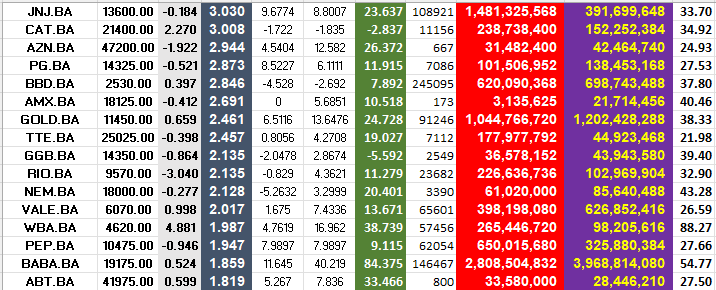 JNJ.BA 13600.00 -0.184 3.030 9.6774 8.8007 23.637 108921 1,481,325,568 391,699,648 33.70
CAT.BA 21400.00 2.270 3.008 -1.722 -1.835 -2.837 11156 238,738,400 152,252,384 34.92
AZN.BA 47200.00 -1.922 2.944 4.5404 12.582 26.372 667 31,482,400 42,464,740 24.93
PG.BA 14325.00 -0.521 2.873 8.5227 6.1111 11.915 7086 101,506,952 138,453,168 27.53
BBD.BA 2530.00 0.397 2.846 -4.528 -2.692 7.892 245095 620,090,368 698,743,488 37.80
AMX.BA 18125.00 -0.412 2.691 0 5.6851 10.518 173 3,135,625 21,714,456 40.46
GOLD.BA 11450.00 0.659 2.461 6.5116 13.6476 24.728 91246 1,044,766,720 1,202,428,288 38.33
TTE.BA 25025.00 -0.398 2.457 0.8056 4.2708 19.027 7112 177,977,792 44,923,468 21.98
GGB.BA 14350.00 -0.864 2.135 -2.0478 2.8674 -5.592 2549 36,578,152 43,943,580 39.40
RIO.BA 9570.00 -3.040 2.135 -0.829 4.3621 11.279 23682 226,636,736 102,969,904 32.90
NEM.BA 18000.00 -0.277 2.128 -5.2632 3.2999 20.401 3390 61,020,000 85,640,488 43.28
VALE.BA 6070.00 0.998 2.017 1.675 7.4336 13.671 65601 398,198,080 626,852,416 26.59
WBA.BA 4620.00 4.881 1.987 4.7619 16.962 38.739 57456 265,446,720 98,205,616 88.27
PEP.BA 10475.00 -0.946 1.947 7.9897 7.9897 9.115 62054 650,015,680 325,880,384 27.66
BABA.BA 19175.00 0.524 1.859 11.645 40.219 84.375 146467 2,808,504,832 3,968,814,080 54.77
ABT.BA 41975.00 0.599 1.819 5.267 7.836 33.466 800 33,580,000 28,446,210 27.50